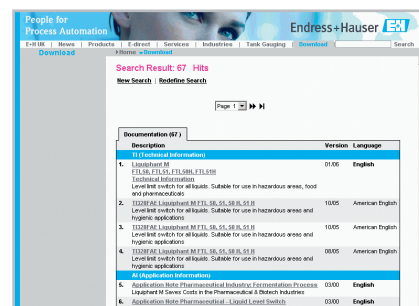 People for
Process Automation
Endress+Hauser EH
E+H UK | News | Products | E-direct | Services | Industries | Tank Gauging | Download Search
Download
Home Download
Search Result: 67 Hits
New Search | Redefine Search
Page 1
Documentation (67 )
Description Version Language
TI (Technical Information)
1. Liquiphant M 01/06 English
FTL50, FTL51, FTL50H, FTL51H
Technical Information
Level limit switch for all liquids. Suitable for use in hazardous areas, food
and pharmaceuticals
2. TI328FAE Liquiphant M FTL 50, 51, 50 H, 51 H 10/05 American English
Level limit switch for all liquids. Suitable for use in hazardous areas and
hygienic applications
3. TI328FAE Liquiphant M FTL 50, 51, 50 H, 51 H 10/05 American English
Level limit switch for all liquids. Suitable for use in hazardous areas and
hygienic applications
4. TI328FAE Liquiphant M FTL 50, 51, 50 H, 51 H 08/05 American English
Level limit switch for all liquids. Suitable for use in hazardous areas and
hygienic applications
AI (Application Information)
5. Application Note Pharmaceutical Industry: Fermentation Process 03/00 English
Liquiphant M Saves Costs in the Pharmaceutical & Biotech Industries
6. Application Note Pharmaceutical - Liquid Level Switch 03/00 English